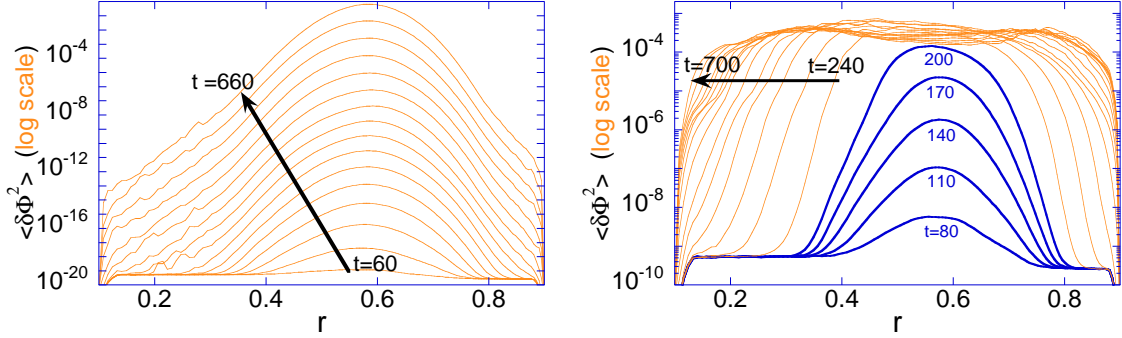 <δΦ²> (log scale)
10⁻⁴
10⁻⁸
10⁻¹²
10⁻¹⁶
10⁻²⁰
t =660
t=60
0.2 0.4 0.6 0.8
r
<δΦ²> (log scale)
10⁻⁴
10⁻⁶
10⁻⁸
10⁻¹⁰
t=700 t=240
200
170
140
110
t=80
0.2 0.4 0.6 0.8
r